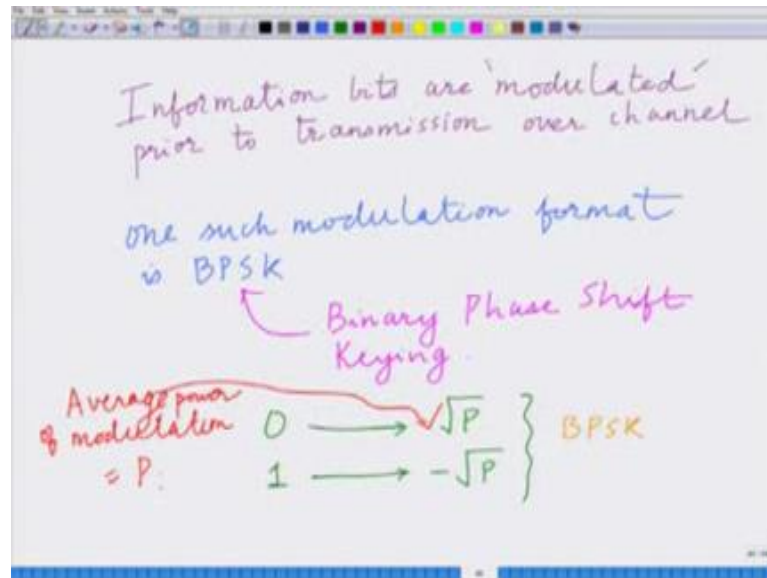 Information bits are 'modulated'
prior to transmission over channel
one such modulation format
is BPSK
Binary Phase Shift
Keying.
Average power
of modulation
= P.
0 → √P
1 → -√P
BPSK